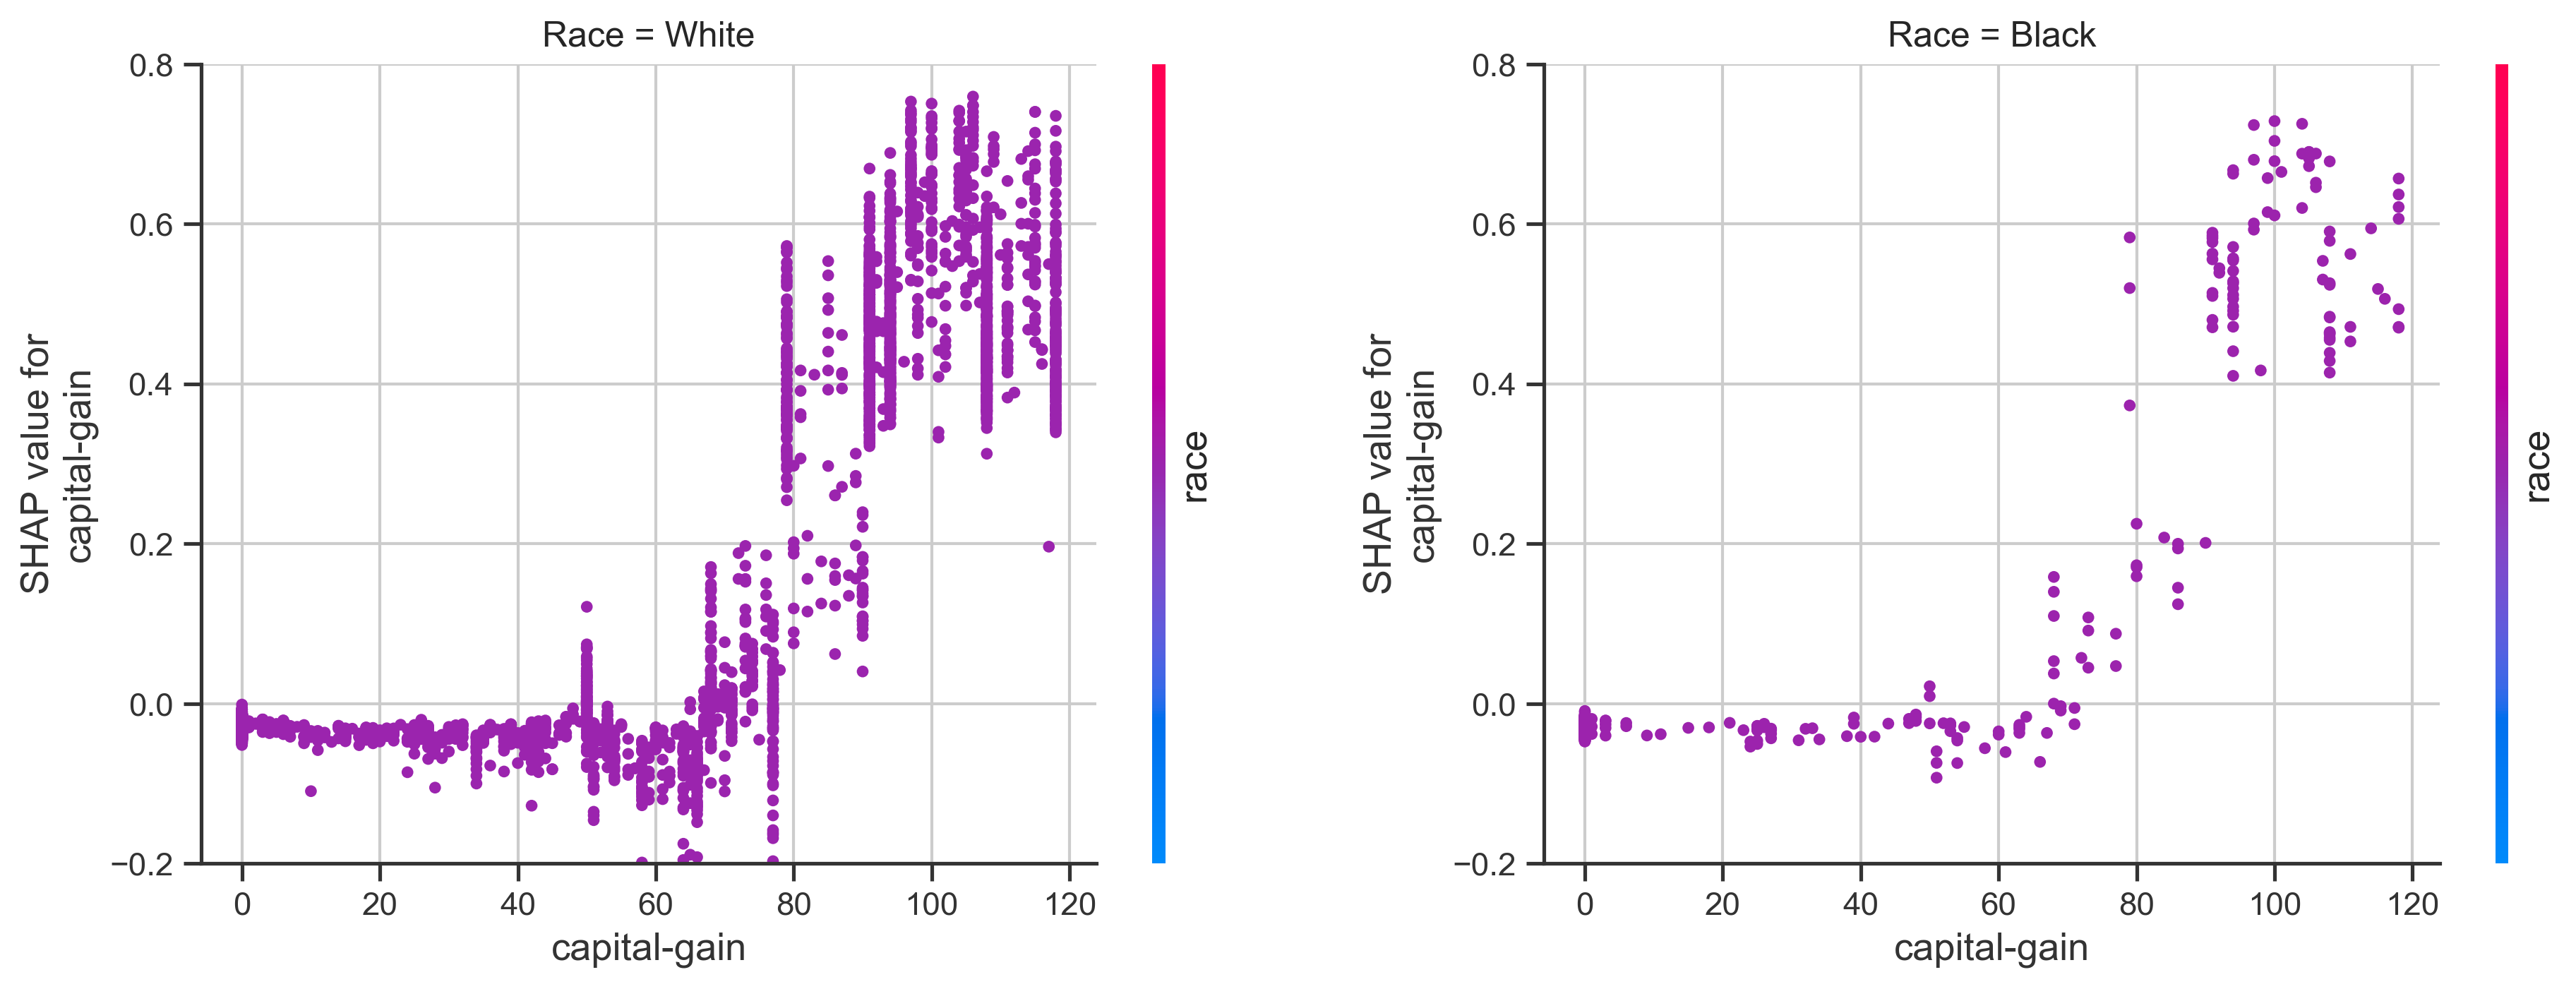 Race = White
0.8
0.6
0.4
0.2
0.0
−0.2
SHAP value for
capital-gain
0 20 40 60 80 100 120
capital-gain
race
Race = Black
0.8
0.6
0.4
0.2
0.0
−0.2
SHAP value for
capital-gain
0 20 40 60 80 100 120
capital-gain
race